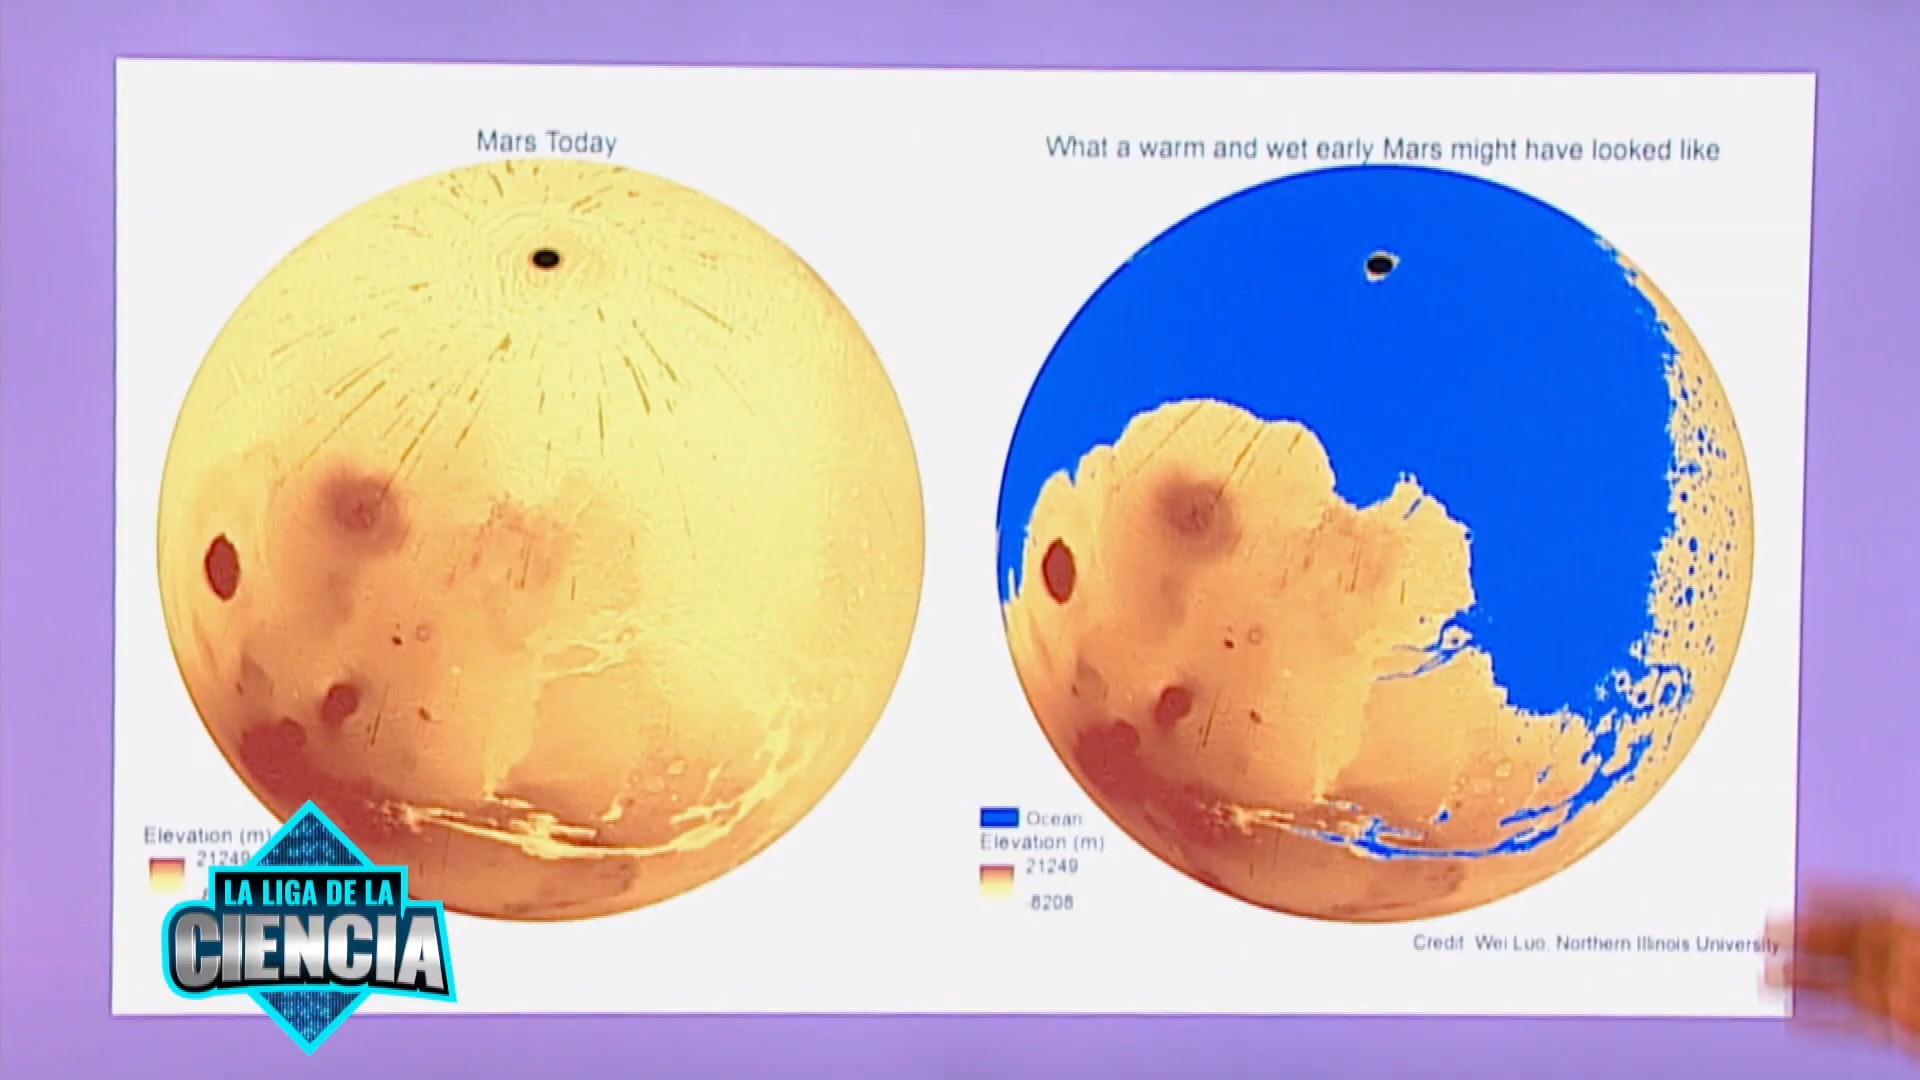 Mars Today
What a warm and wet early Mars might have looked like
Elevation (m)
21249
Ocean
Elevation (m)
21249
-8208
Credit: Wei Luo, Northern Illinois University
LA LIGA DE LA
CIENCIA